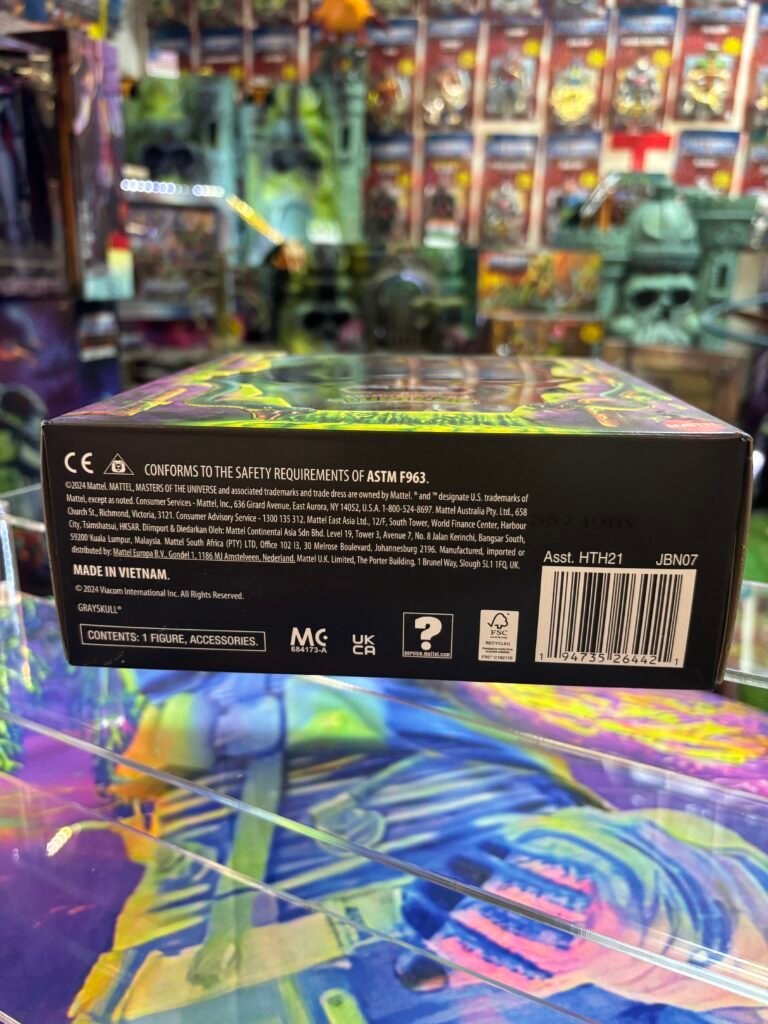 CE
CONFORMS TO THE SAFETY REQUIREMENTS OF ASTM F963.
©2024 Mattel. MATTEL, MASTERS OF THE UNIVERSE and associated trademarks and trade dress are owned by Mattel. ® and ™ designate U.S. trademarks of
Mattel, except as noted. Consumer Services - Mattel, Inc., 636 Girard Avenue, East Aurora, NY 14052, U.S.A. 1-800-524-8697. Mattel Australia Pty. Ltd., 658
Church St., Richmond, Victoria, 3121. Consumer Advisory Service - 1300 135 312. Mattel East Asia Ltd., 12/F, South Tower, World Finance Center, Harbour
City, Tsimshatsui, HKSAR. Diimport & Diedarkan Oleh: Mattel Continental Asia Sdn Bhd. Level 19, Tower 3, Avenue 7, No. 8 Jalan Kerinchi, Bangsar South,
59200 Kuala Lumpur, Malaysia. Mattel South Africa (PTY) LTD, Office 102 I3, 30 Melrose Boulevard, Johannesburg 2196. Manufactured, imported or
distributed by: Mattel Europa B.V., Gondel 1, 1186 MJ Amstelveen, Nederland. Mattel U.K. Limited, The Porter Building, 1 Brunel Way, Slough SL1 1FQ, UK.
MADE IN VIETNAM.
© 2024 Viacom International Inc. All Rights Reserved.
GRAYSKULL®
CONTENTS: 1 FIGURE, ACCESSORIES.
MC
684173-A
UK
CA
?
service.mattel.com
FSC
RECYCLED
Asst. HTH21 JBN07
1 94735 26442 1